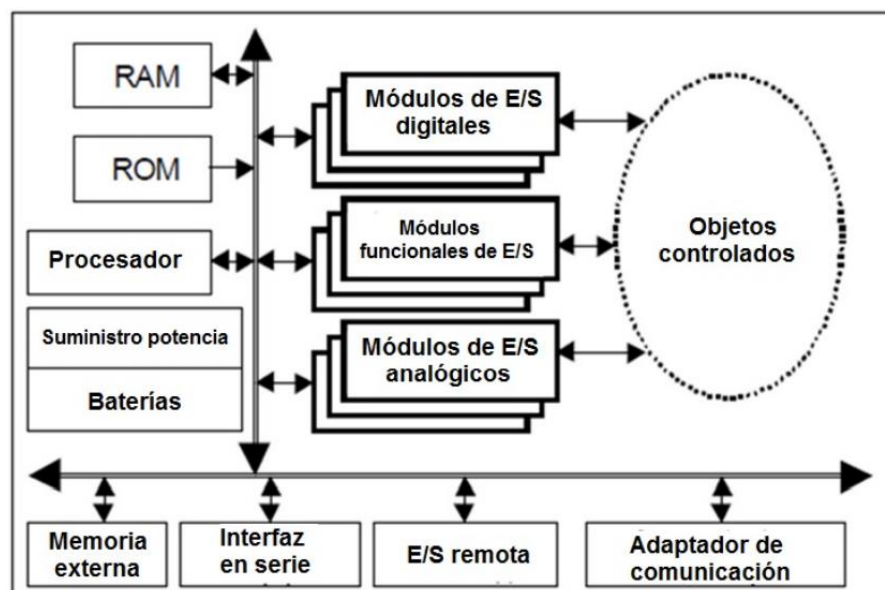 RAM
ROM
Procesador
Suministro potencia
Baterías
Módulos de E/S
digitales
Módulos
funcionales de E/S
Módulos de E/S
analógicos
Objetos
controlados
Memoria
externa
Interfaz
en serie
E/S remota
Adaptador de
comunicación